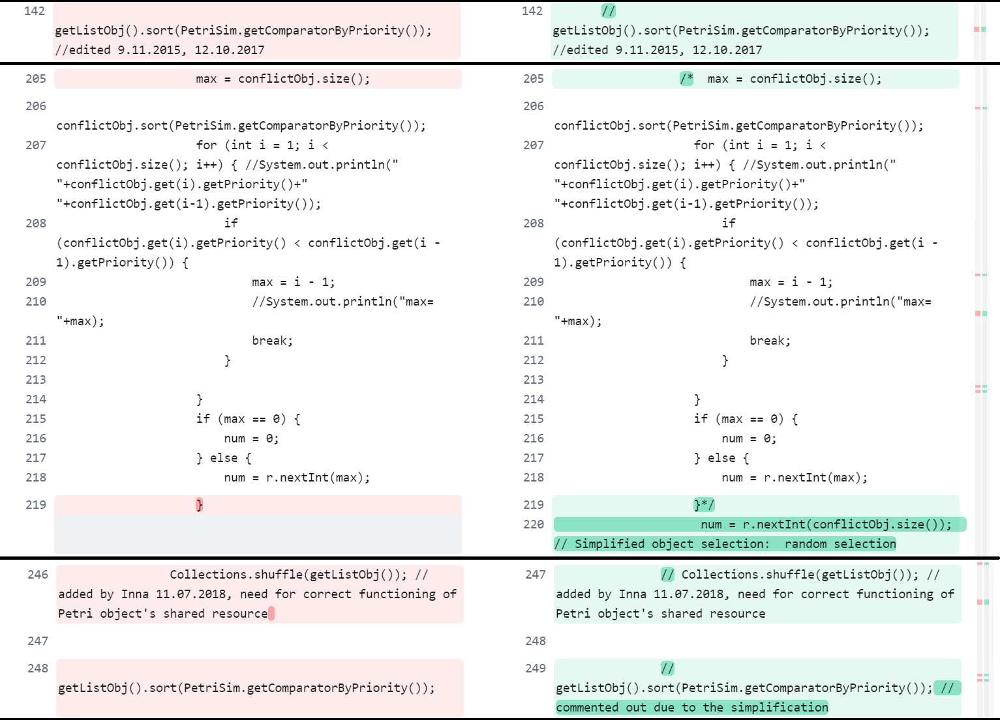 142
getListObj().sort(PetriSim.getComparatorByPriority());
//edited 9.11.2015, 12.10.2017
142 //
getListObj().sort(PetriSim.getComparatorByPriority());
//edited 9.11.2015, 12.10.2017
205 max = conflictObj.size();
206
conflictObj.sort(PetriSim.getComparatorByPriority());
207 for (int i = 1; i <
conflictObj.size(); i++) { //System.out.println("
"+conflictObj.get(i).getPriority()+"
"+conflictObj.get(i-1).getPriority());
208 if
(conflictObj.get(i).getPriority() < conflictObj.get(i -
1).getPriority()) {
209 max = i - 1;
210 //System.out.println("max=
"+max);
211 break;
212 }
213
214 }
215 if (max == 0) {
216 num = 0;
217 } else {
218 num = r.nextInt(max);
219 }
205 /* max = conflictObj.size();
206
conflictObj.sort(PetriSim.getComparatorByPriority());
207 for (int i = 1; i <
conflictObj.size(); i++) { //System.out.println("
"+conflictObj.get(i).getPriority()+"
"+conflictObj.get(i-1).getPriority());
208 if
(conflictObj.get(i).getPriority() < conflictObj.get(i -
1).getPriority()) {
209 max = i - 1;
210 //System.out.println("max=
"+max);
211 break;
212 }
213
214 }
215 if (max == 0) {
216 num = 0;
217 } else {
218 num = r.nextInt(max);
219 }*/
220 num = r.nextInt(conflictObj.size());
// Simplified object selection:  random selection
246 Collections.shuffle(getListObj()); //
added by Inna 11.07.2018, need for correct functioning of
Petri object's shared resource
247
248
getListObj().sort(PetriSim.getComparatorByPriority());
247 // Collections.shuffle(getListObj()); //
added by Inna 11.07.2018, need for correct functioning of
Petri object's shared resource
248
249 //
getListObj().sort(PetriSim.getComparatorByPriority()); //
commented out due to the simplification